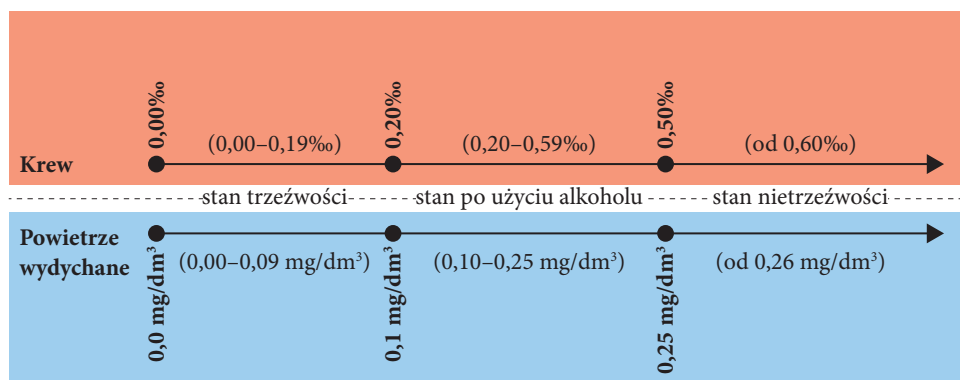 0,00‰ 0,20‰ 0,50‰
(0,00–0,19‰) (0,20–0,59‰) (od 0,60‰)
Krew
stan trzeźwości stan po użyciu alkoholu stan nietrzeźwości
Powietrze
wydychane
(0,00–0,09 mg/dm³) (0,10–0,25 mg/dm³) (od 0,26 mg/dm³)
0,0 mg/dm³ 0,1 mg/dm³ 0,25 mg/dm³